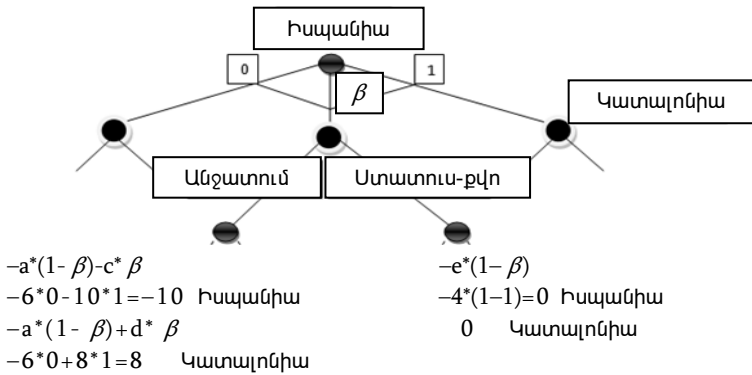 Իսպանիա
0 1
β
Կատալոնիա
Անջատում Ստատուս-քվո
−a*(1- β)-c* β −e*(1− β)
−6*0-10*1=−10 Իսպանիա −4*(1−1)=0 Իսպանիա
−a*(1- β)+d* β 0 Կատալոնիա
−6*0+8*1=8 Կատալոնիա